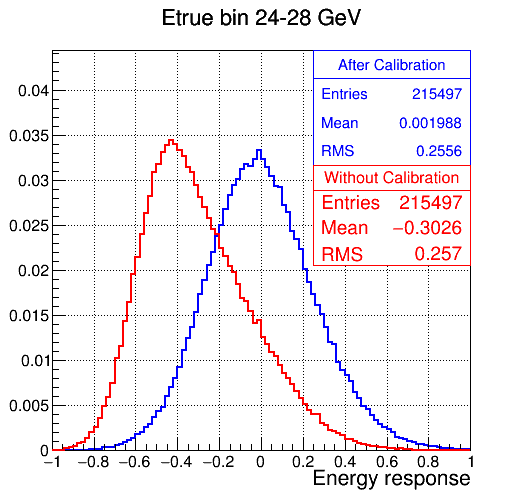 Etrue bin 24-28 GeV
After Calibration
Entries 215497
Mean 0.001988
RMS 0.2556
Without Calibration
Entries 215497
Mean −0.3026
RMS 0.257
0.04
0.035
0.03
0.025
0.02
0.015
0.01
0.005
0
−1 −0.8 −0.6 −0.4 −0.2 0 0.2 0.4 0.6 0.8 1
Energy response